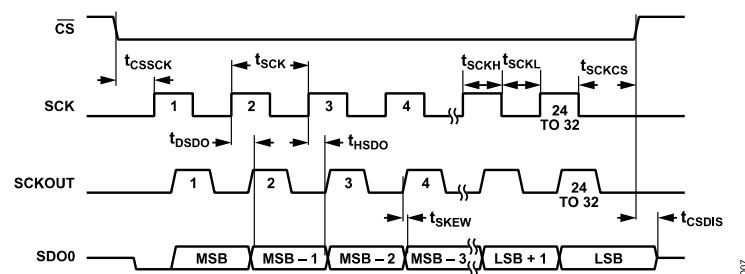 CS
tCSSCK
tSCK
tSCKH
tSCKL
tSCKCS
SCK
1
2
3
4
24
TO 32
tDSDO
tHSDO
SCKOUT
1
2
3
4
24
TO 32
tSKEW
tCSDIS
SDO0
MSB
MSB – 1
MSB – 2
MSB – 3
LSB + 1
LSB
207